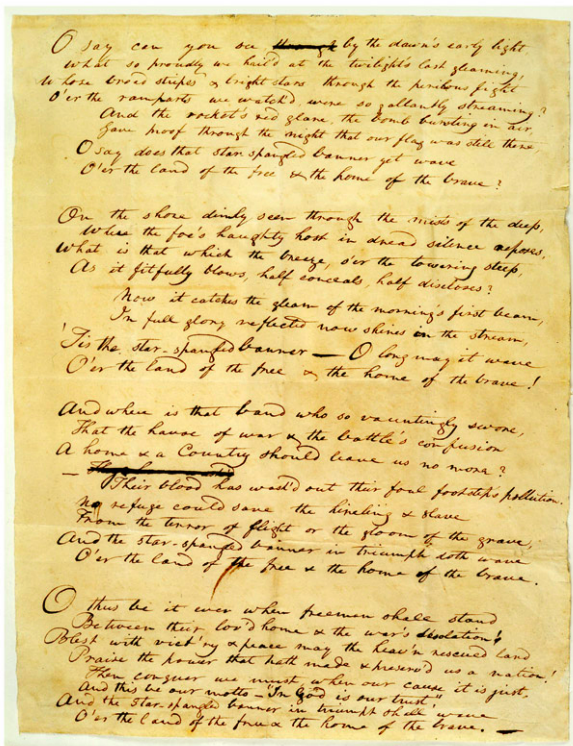 O say can you see through by the dawn's early light
What so proudly we hail'd at the twilight's last gleaming,
Whose broad stripes & bright stars through the perilous fight
O'er the ramparts we watch'd, were so gallantly streaming?
And the rocket's red glare, the bomb bursting in air,
Gave proof through the night that our flag was still there
O say does that star-spangled banner yet wave
O'er the land of the free & the home of the brave?
On the shore dimly seen through the mists of the deep,
Where the foe's haughty host in dread silence reposes,
What is that which the breeze, o'er the towering steep,
As it fitfully blows, half conceals, half discloses?
Now it catches the gleam of the morning's first beam,
In full glory reflected now shines in the stream,
'Tis the star-spangled banner — O long may it wave
O'er the land of the free & the home of the brave!
And where is that band who so vauntingly swore,
That the havoc of war & the battle's confusion
A home & a Country should leave us no more?
—
Their blood has wash'd out their foul footstep's pollution.
No refuge could save the hireling & slave
From the terror of flight or the gloom of the grave,
And the star-spangled banner in triumph doth wave
O'er the land of the free & the home of the brave.
O thus be it ever when freemen shall stand
Between their lov'd home & the war's desolation!
Blest with vict'ry & peace may the heav'n rescued land
Praise the power that hath made & preserv'd us a nation!
Then conquer we must, when our cause it is just,
And this be our motto — "In God is our trust,"
And the star-spangled banner in triumph shall wave
O'er the land of the free & the home of the brave. —